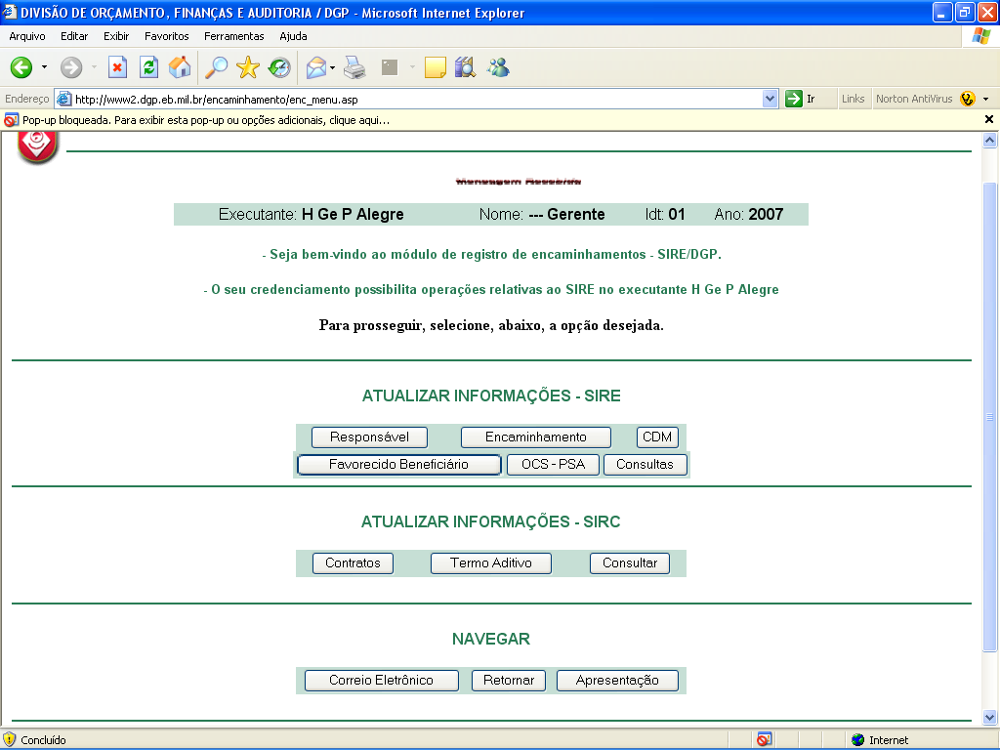 DIVISÃO DE ORÇAMENTO, FINANÇAS E AUDITORIA / DGP - Microsoft Internet Explorer
Arquivo Editar Exibir Favoritos Ferramentas Ajuda
Endereço http://www2.dgp.eb.mil.br/encaminhamento/enc_menu.asp Ir Links Norton AntiVirus
Pop-up bloqueada. Para exibir esta pop-up ou opções adicionais, clique aqui...
Executante: H Ge P Alegre Nome: --- Gerente Idt: 01 Ano: 2007
- Seja bem-vindo ao módulo de registro de encaminhamentos - SIRE/DGP.
- O seu credenciamento possibilita operações relativas ao SIRE no executante H Ge P Alegre
Para prosseguir, selecione, abaixo, a opção desejada.
ATUALIZAR INFORMAÇÕES - SIRE
Responsável Encaminhamento CDM
Favorecido Beneficiário OCS - PSA Consultas
ATUALIZAR INFORMAÇÕES - SIRC
Contratos Termo Aditivo Consultar
NAVEGAR
Correio Eletrônico Retornar Apresentação
Concluído Internet